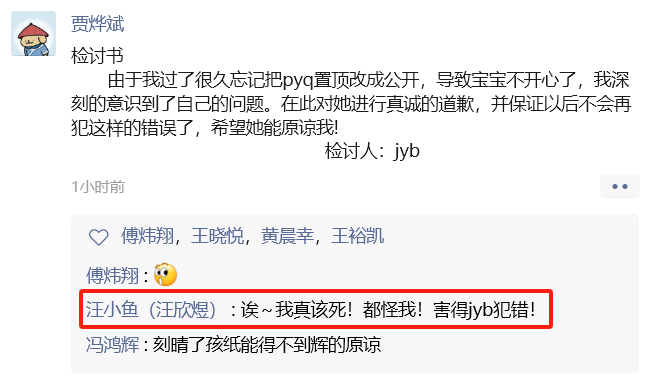 贾烨斌
检讨书
由于我过了很久忘记把pyq置顶改成公开，导致宝宝不开心了，我深
刻的意识到了自己的问题。在此对她进行真诚的道歉，并保证以后不会再
犯这样的错误了，希望她能原谅我!
检讨人：jyb
1小时前
傅炜翔，王晓悦，黄晨幸，王裕凯
傅炜翔：
汪小鱼（汪欣煜）：诶～我真该死！都怪我！害得jyb犯错！
冯鸿辉：刻晴了孩纸能得不到辉的原谅